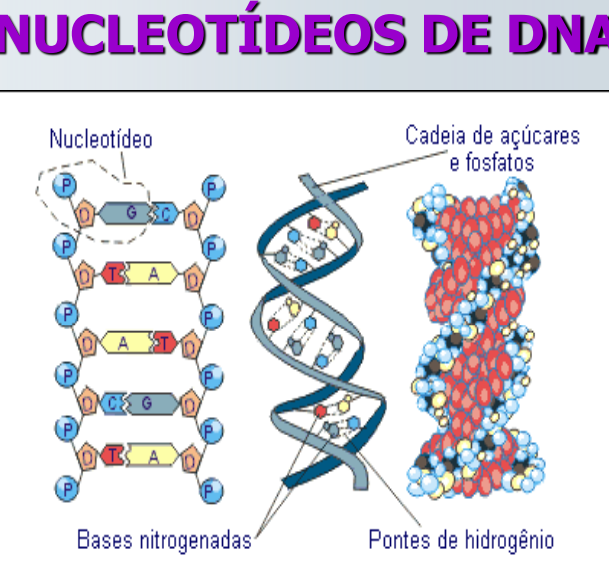 NUCLEOTÍDEOS DE DNA
Nucleotídeo
Cadeia de açúcares
e fosfatos
P P
D G C D
P P
D T A D
P P
D A T D
P P
D C G D
P P
D T A D
P P
Bases nitrogenadas
Pontes de hidrogênio